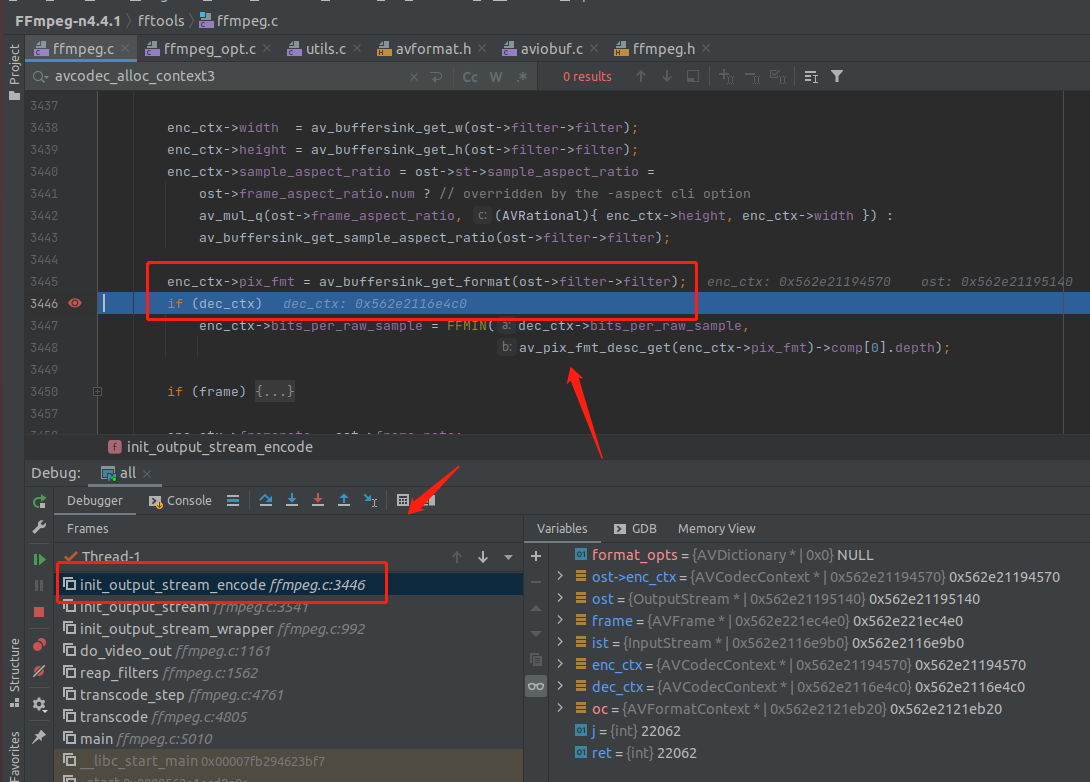 FFmpeg-n4.4.1 fftools ffmpeg.c
Project
ffmpeg.c ffmpeg_opt.c utils.c avformat.h aviobuf.c ffmpeg.h
avcodec_alloc_context3 Cc W .* 0 results
3437
3438 enc_ctx->width  = av_buffersink_get_w(ost->filter->filter);
3439 enc_ctx->height = av_buffersink_get_h(ost->filter->filter);
3440 enc_ctx->sample_aspect_ratio = ost->st->sample_aspect_ratio =
3441 ost->frame_aspect_ratio.num ? // overridden by the -aspect cli option
3442 av_mul_q(ost->frame_aspect_ratio, c: (AVRational){ enc_ctx->height, enc_ctx->width }) :
3443 av_buffersink_get_sample_aspect_ratio(ost->filter->filter);
3444
3445 enc_ctx->pix_fmt = av_buffersink_get_format(ost->filter->filter); enc_ctx: 0x562e21194570 ost: 0x562e21195140
3446 if (dec_ctx) dec_ctx: 0x562e2116e4c0
3447 enc_ctx->bits_per_raw_sample = FFMIN( a: dec_ctx->bits_per_raw_sample,
3448 b: av_pix_fmt_desc_get(enc_ctx->pix_fmt)->comp[0].depth);
3449
3450 if (frame) {...}
3457
f init_output_stream_encode
Debug: all
Debugger Console
Frames
Thread-1
init_output_stream_encode ffmpeg.c:3446
init_output_stream ffmpeg.c:3541
init_output_stream_wrapper ffmpeg.c:992
do_video_out ffmpeg.c:1161
reap_filters ffmpeg.c:1562
transcode_step ffmpeg.c:4761
transcode ffmpeg.c:4805
main ffmpeg.c:5010
__libc_start_main 0x00007fb294623bf7
Variables GDB Memory View
format_opts = {AVDictionary * | 0x0} NULL
ost->enc_ctx = {AVCodecContext * | 0x562e21194570} 0x562e21194570
ost = {OutputStream * | 0x562e21195140} 0x562e21195140
frame = {AVFrame * | 0x562e221ec4e0} 0x562e221ec4e0
ist = {InputStream * | 0x562e2116e9b0} 0x562e2116e9b0
enc_ctx = {AVCodecContext * | 0x562e21194570} 0x562e21194570
dec_ctx = {AVCodecContext * | 0x562e2116e4c0} 0x562e2116e4c0
oc = {AVFormatContext * | 0x562e2121eb20} 0x562e2121eb20
j = {int} 22062
ret = {int} 22062
Structure
Favorites